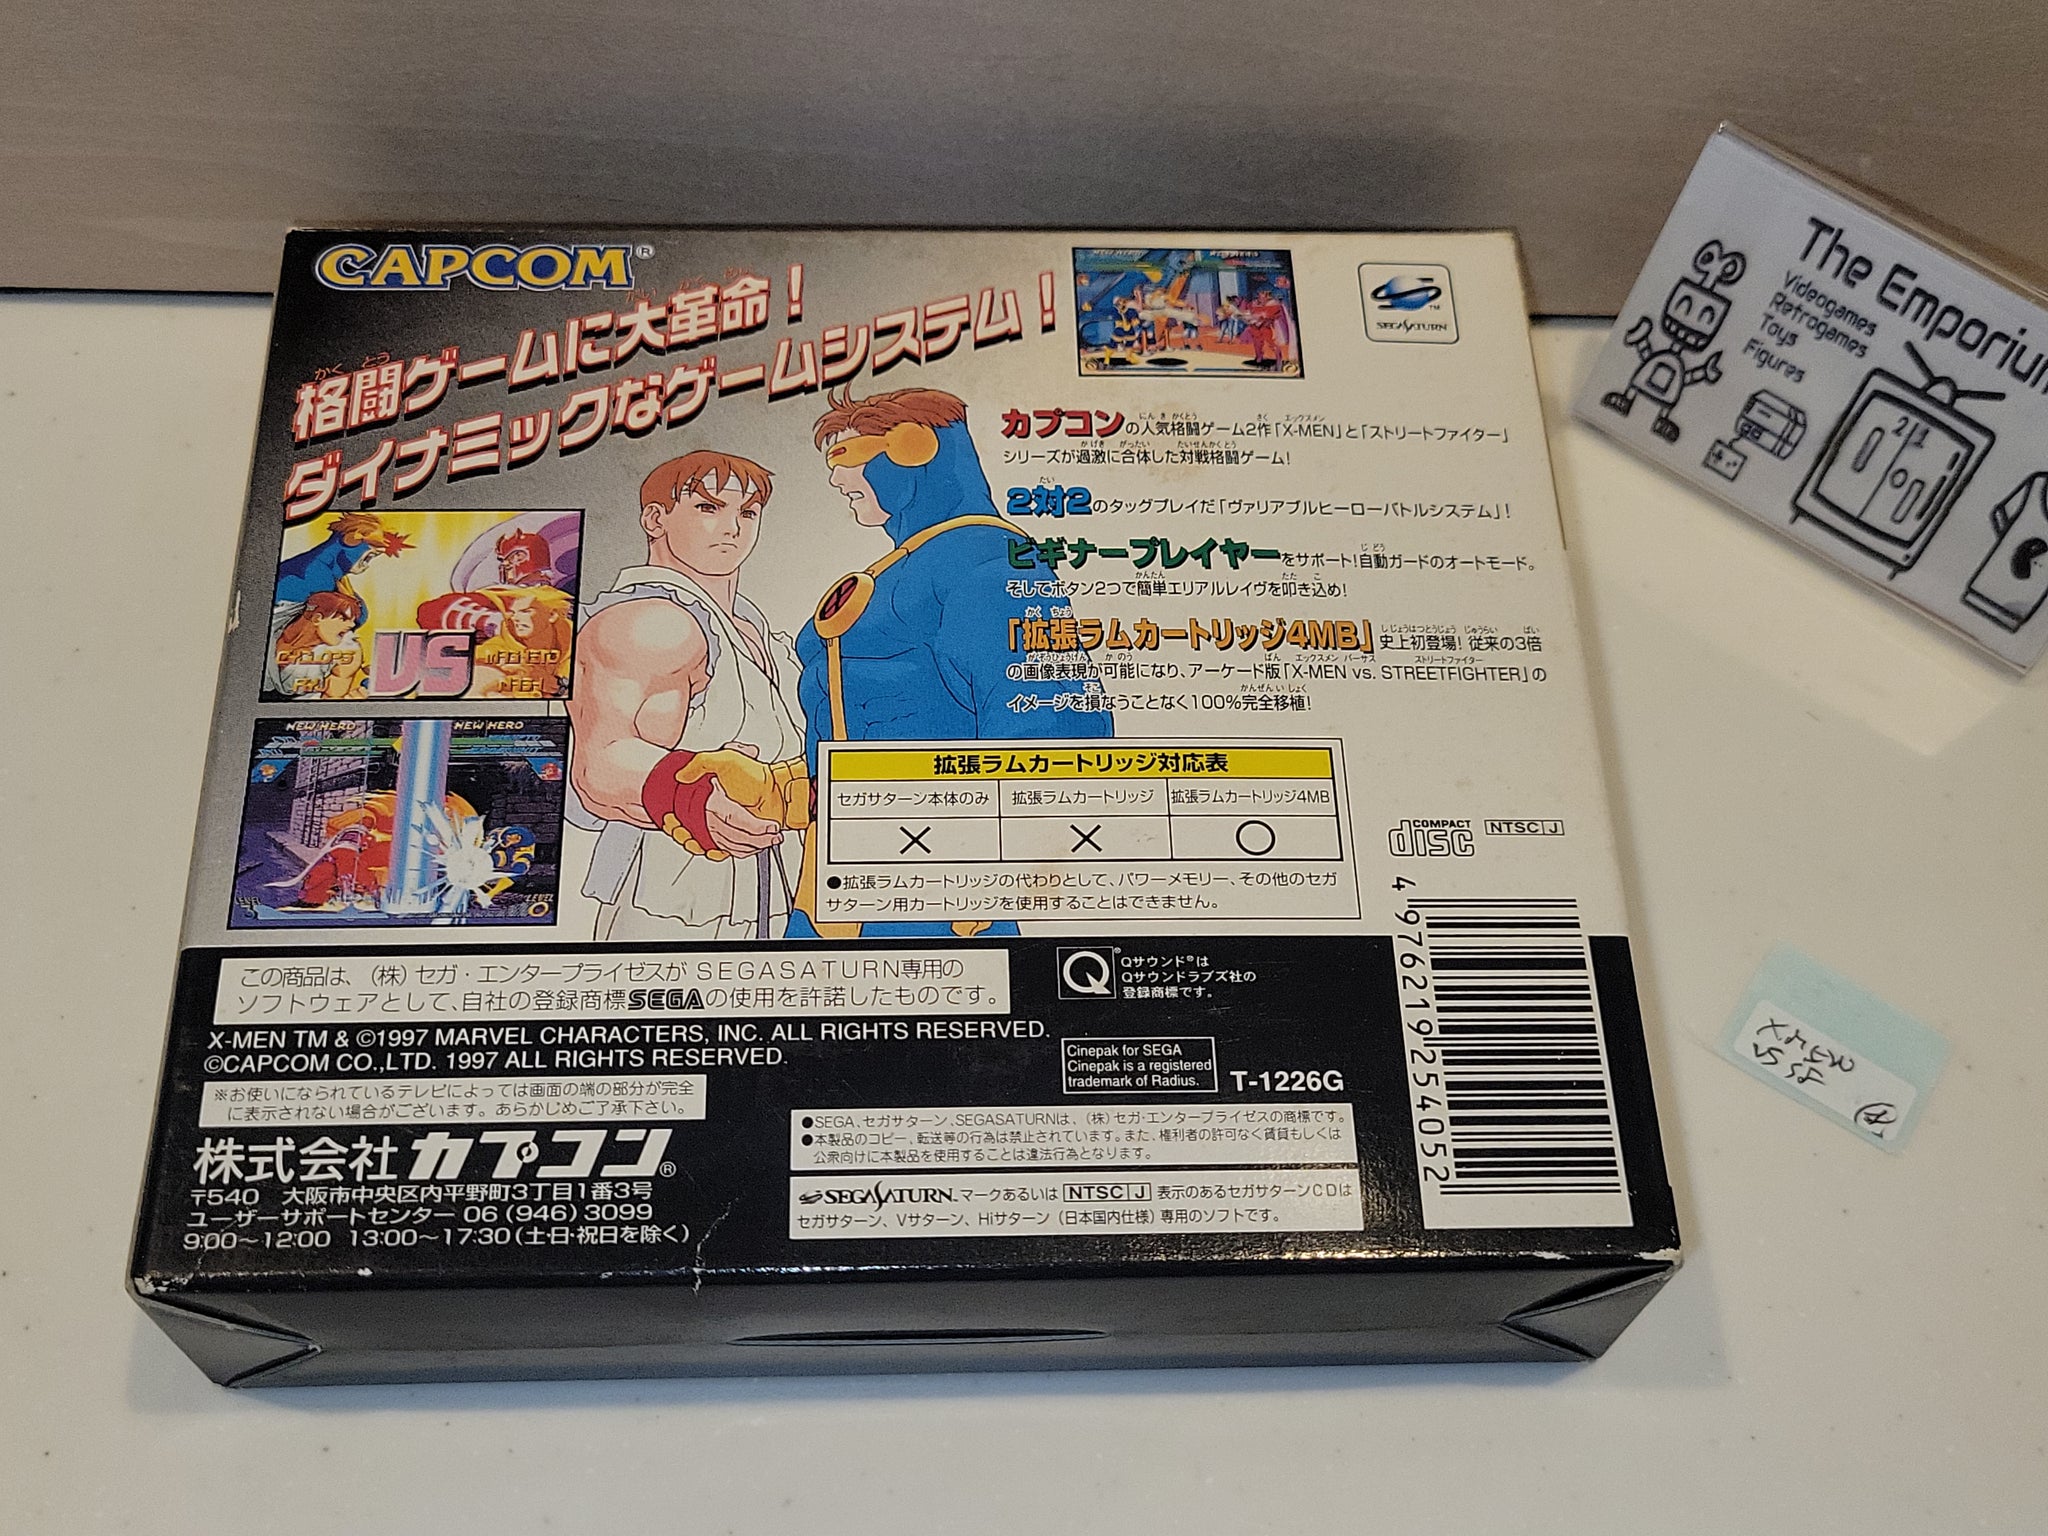 CAPCOM®
格闘ゲームに大革命！
ダイナミックなゲームシステム！
SEGA SATURN™
カプコンの人気格闘ゲーム2作「X-MEN」と「ストリートファイター」
シリーズが過激に合体した対戦格闘ゲーム!
2対2のタッグプレイだ「ヴァリアブルヒーローバトルシステム」!
ビギナープレイヤーをサポート!自動ガードのオートモード。
そしてボタン2つで簡単エリアルレイヴを叩き込め!
「拡張ラムカートリッジ4MB」史上初登場! 従来の3倍
の画像表現が可能になり、アーケード版「X-MEN vs. STREETFIGHTER」の
イメージを損なうことなく100%完全移植!
CYCLOPS
RYU
VS
MAGNETO
NASH
NEW HERO
NEW HERO
LEVEL
拡張ラムカートリッジ対応表
セガサターン本体のみ 拡張ラムカートリッジ 拡張ラムカートリッジ4MB
× × ○
●拡張ラムカートリッジの代わりとして、パワーメモリー、その他のセガ
サターン用カートリッジを使用することはできません。
COMPACT
disc
NTSC J
4976219254052
この商品は、(株)セガ・エンタープライゼスが SEGASATURN専用の
ソフトウェアとして、自社の登録商標SEGAの使用を許諾したものです。
Q
Qサウンド®は
Qサウンドラブズ社の
登録商標です。
X-MEN TM & ©1997 MARVEL CHARACTERS, INC. ALL RIGHTS RESERVED.
©CAPCOM CO.,LTD. 1997 ALL RIGHTS RESERVED.
Cinepak for SEGA
Cinepak is a registered
trademark of Radius.
T-1226G
※お使いになられているテレビによっては画面の端の部分が完全
に表示されない場合がございます。あらかじめご了承下さい。
株式会社カプコン®
〒540 大阪市中央区内平野町3丁目1番3号
ユーザーサポートセンター 06(946)3099
9:00～12:00 13:00～17:30(土・日・祝日を除く)
●SEGA、セガサターン、SEGASATURNは、(株)セガ・エンタープライゼスの商標です。
●本製品のコピー、転送等の行為は禁止されています。また、権利者の許可なく賃貸もしくは
公衆向けに本製品を使用することは違法行為となります。
SEGA SATURN™マークあるいは NTSC J 表示のあるセガサターンCDは
セガサターン、Vサターン、Hiサターン(日本国内仕様)専用のソフトです。
The Emporium
Videogames
Retrogames
Toys
Figures
21
Xmen
vs SF